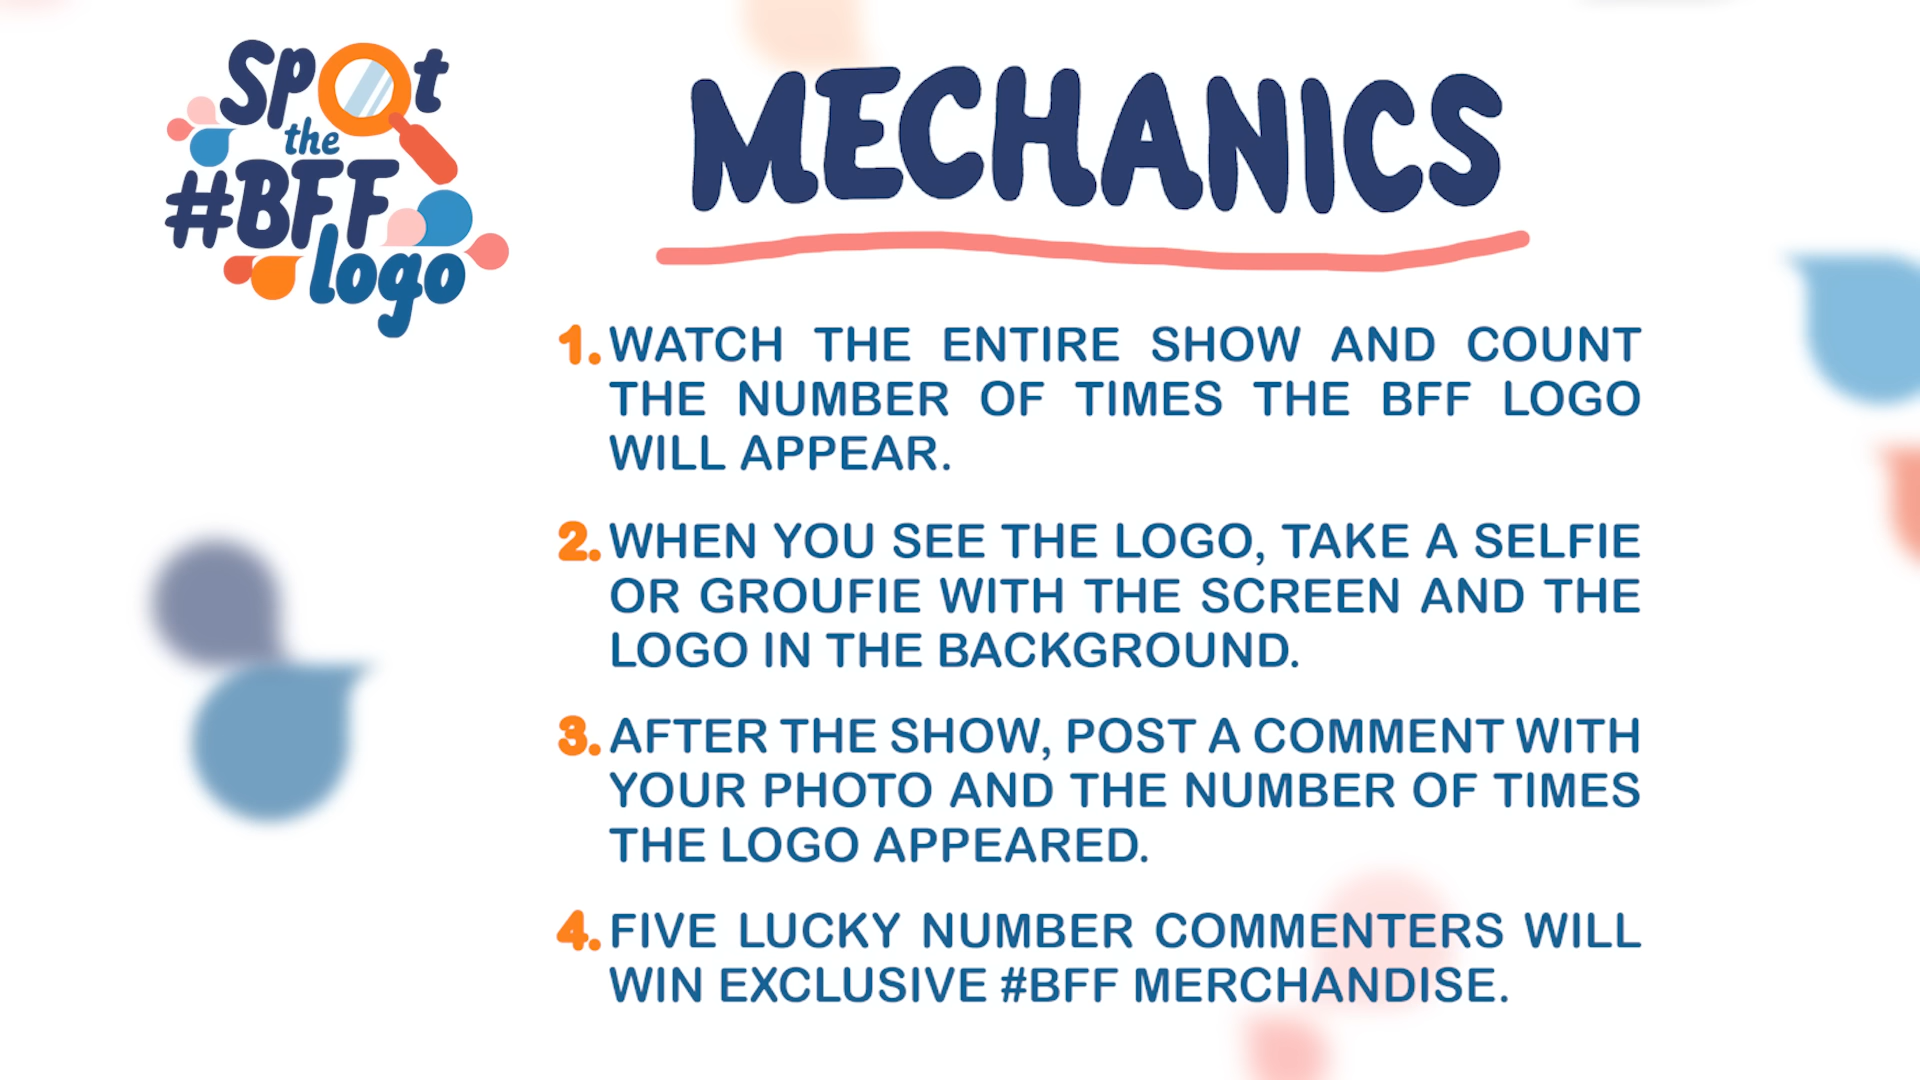 Spot
the
#BFF
logo
MECHANICS
1. WATCH THE ENTIRE SHOW AND COUNT
THE NUMBER OF TIMES THE BFF LOGO
WILL APPEAR.
2. WHEN YOU SEE THE LOGO, TAKE A SELFIE
OR GROUFIE WITH THE SCREEN AND THE
LOGO IN THE BACKGROUND.
3. AFTER THE SHOW, POST A COMMENT WITH
YOUR PHOTO AND THE NUMBER OF TIMES
THE LOGO APPEARED.
4. FIVE LUCKY NUMBER COMMENTERS WILL
WIN EXCLUSIVE #BFF MERCHANDISE.